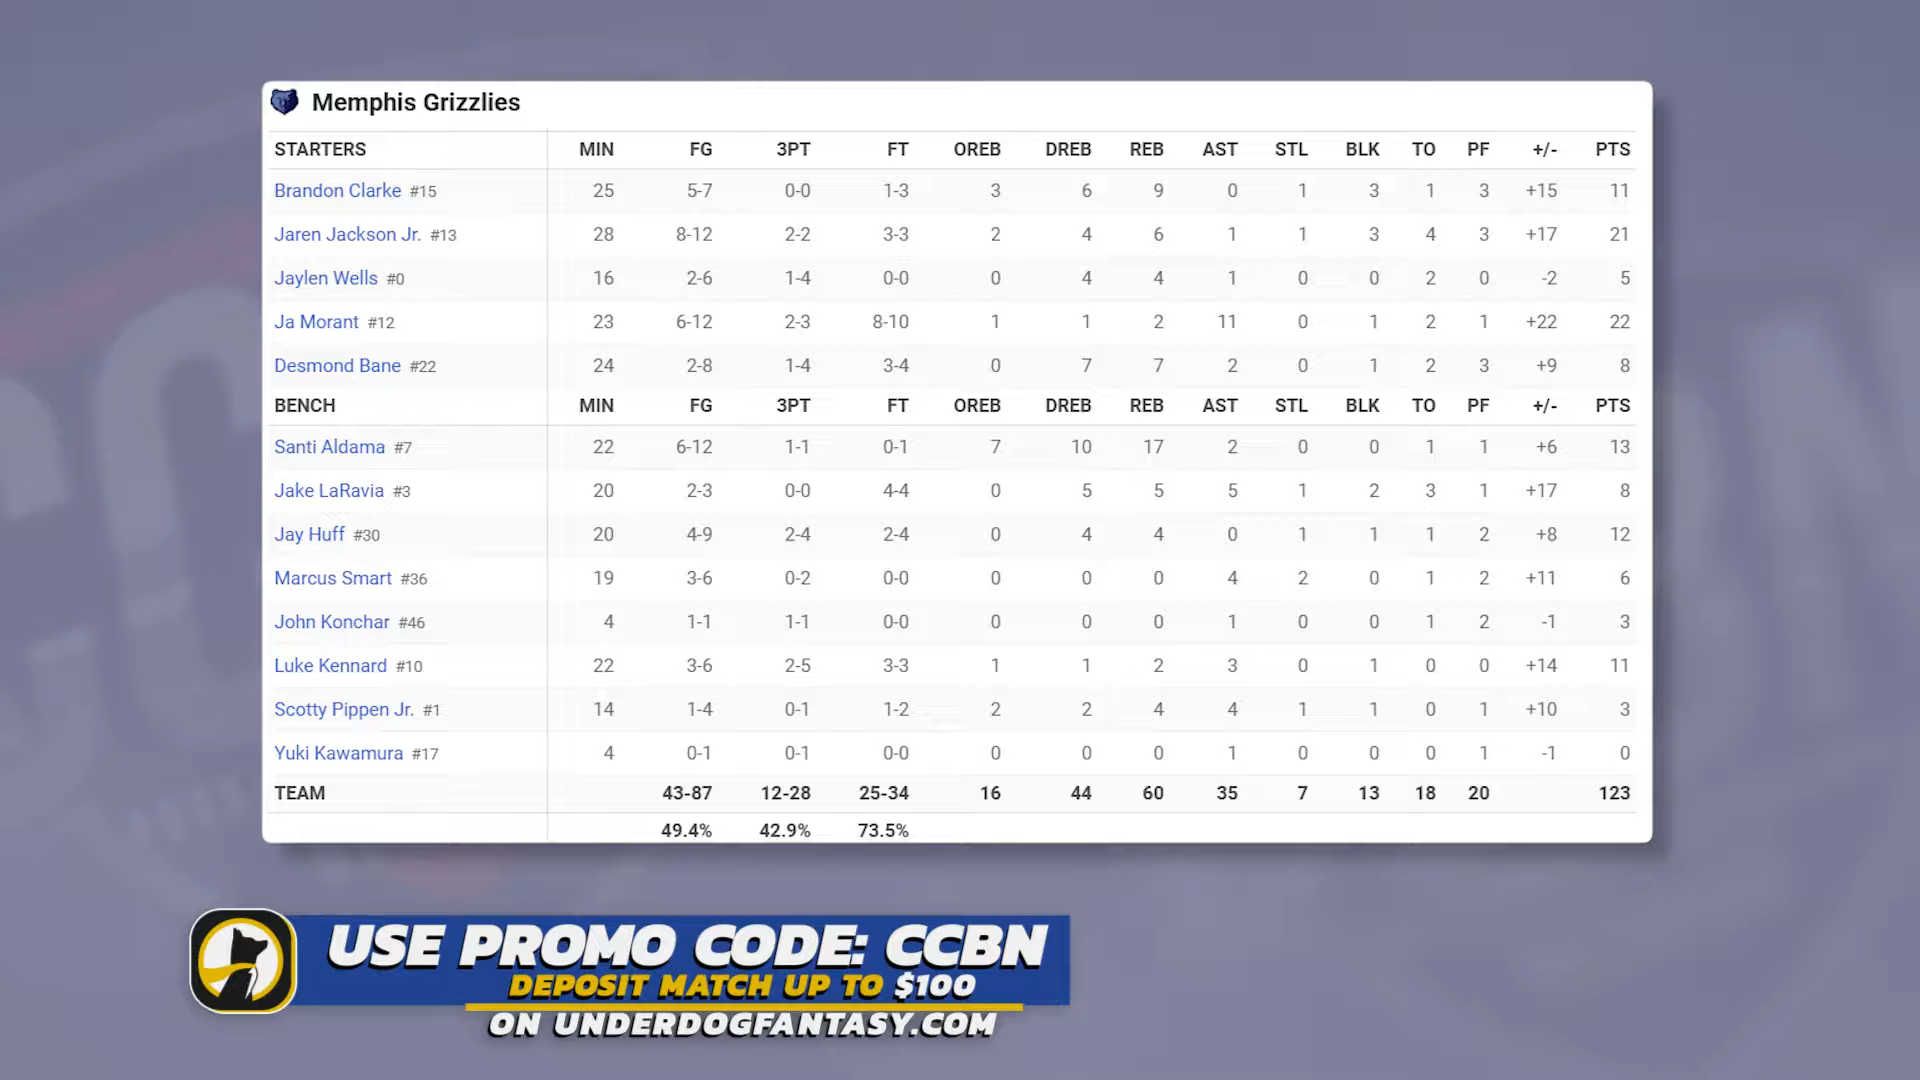 Memphis Grizzlies
STARTERS MIN FG 3PT FT OREB DREB REB AST STL BLK TO PF +/- PTS
Brandon Clarke #15 25 5-7 0-0 1-3 3 6 9 0 1 3 1 3 +15 11
Jaren Jackson Jr. #13 28 8-12 2-2 3-3 2 4 6 1 1 3 4 3 +17 21
Jaylen Wells #0 16 2-6 1-4 0-0 0 4 4 1 0 0 2 0 -2 5
Ja Morant #12 23 6-12 2-3 8-10 1 1 2 11 0 1 2 1 +22 22
Desmond Bane #22 24 2-8 1-4 3-4 0 7 7 2 0 1 2 3 +9 8
BENCH MIN FG 3PT FT OREB DREB REB AST STL BLK TO PF +/- PTS
Santi Aldama #7 22 6-12 1-1 0-1 7 10 17 2 0 0 1 1 +6 13
Jake LaRavia #3 20 2-3 0-0 4-4 0 5 5 5 1 2 3 1 +17 8
Jay Huff #30 20 4-9 2-4 2-4 0 4 4 0 1 1 1 2 +8 12
Marcus Smart #36 19 3-6 0-2 0-0 0 0 0 4 2 0 1 2 +11 6
John Konchar #46 4 1-1 1-1 0-0 0 0 0 1 0 0 1 2 -1 3
Luke Kennard #10 22 3-6 2-5 3-3 1 1 2 3 0 1 0 0 +14 11
Scotty Pippen Jr. #1 14 1-4 0-1 1-2 2 2 4 4 1 1 0 1 +10 3
Yuki Kawamura #17 4 0-1 0-1 0-0 0 0 0 1 0 0 0 1 -1 0
TEAM 43-87 12-28 25-34 16 44 60 35 7 13 18 20 123
49.4% 42.9% 73.5%
USE PROMO CODE: CCBN
DEPOSIT MATCH UP TO $100
ON UNDERDOGFANTASY.COM